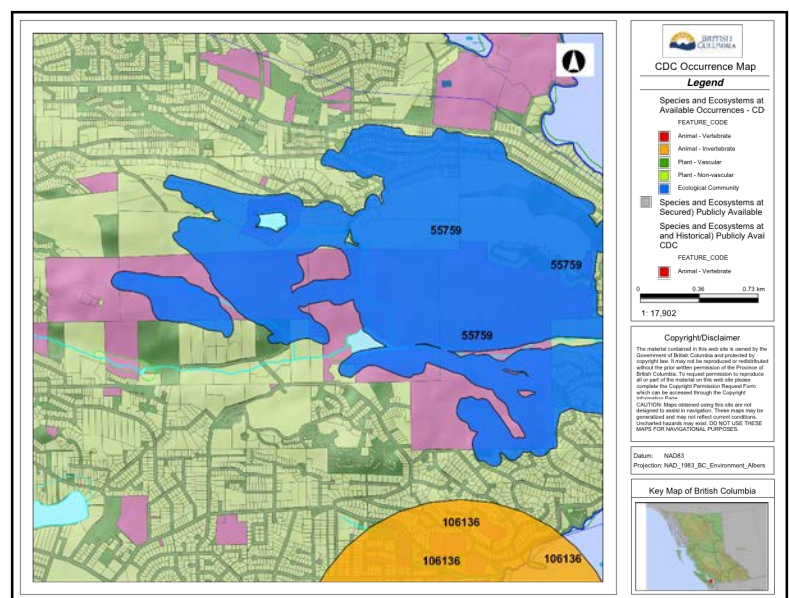 55759
55759
55759
106136
106136
106136
BRITISH
COLUMBIA
CDC Occurrence Map
Legend
Species and Ecosystems at
Available Occurrences - CD
FEATURE_CODE
Animal - Vertebrate
Animal - Invertebrate
Plant - Vascular
Plant - Non-vascular
Ecological Community
Species and Ecosystems at
Secured) Publicly Available
Species and Ecosystems at
and Historical) Publicly Avail
CDC
FEATURE_CODE
Animal - Vertebrate
0 0.36 0.73 km
1: 17,902
Copyright/Disclaimer
The material contained in this web site is owned by the
Government of British Columbia and protected by
copyright law. It may not be reproduced or redistributed
without the prior written permission of the Province of
British Columbia. To request permission to reproduce
all or part of the material on this web site please
complete the Copyright Permission Request Form
which can be accessed through the Copyright
Information Page
CAUTION: Maps obtained using this site are not
designed to assist in navigation. These maps may be
generalized and may not reflect current conditions.
Uncharted hazards may exist. DO NOT USE THESE
MAPS FOR NAVIGATIONAL PURPOSES.
Datum: NAD83
Projection: NAD_1983_BC_Environment_Albers
Key Map of British Columbia